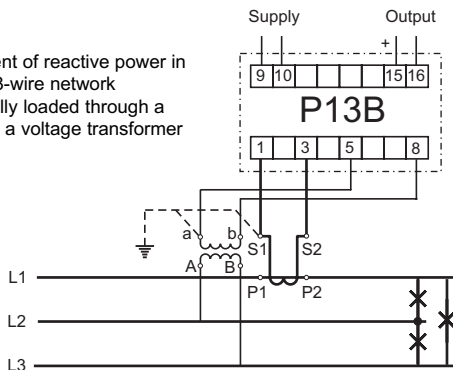 Supply Output
ent of reactive power in
3-wire network
lly loaded through a
a voltage transformer
+
9 10 15 16
P13B
1 3 5 8
a b S1 S2
A B
L1 P1 P2
L2
L3